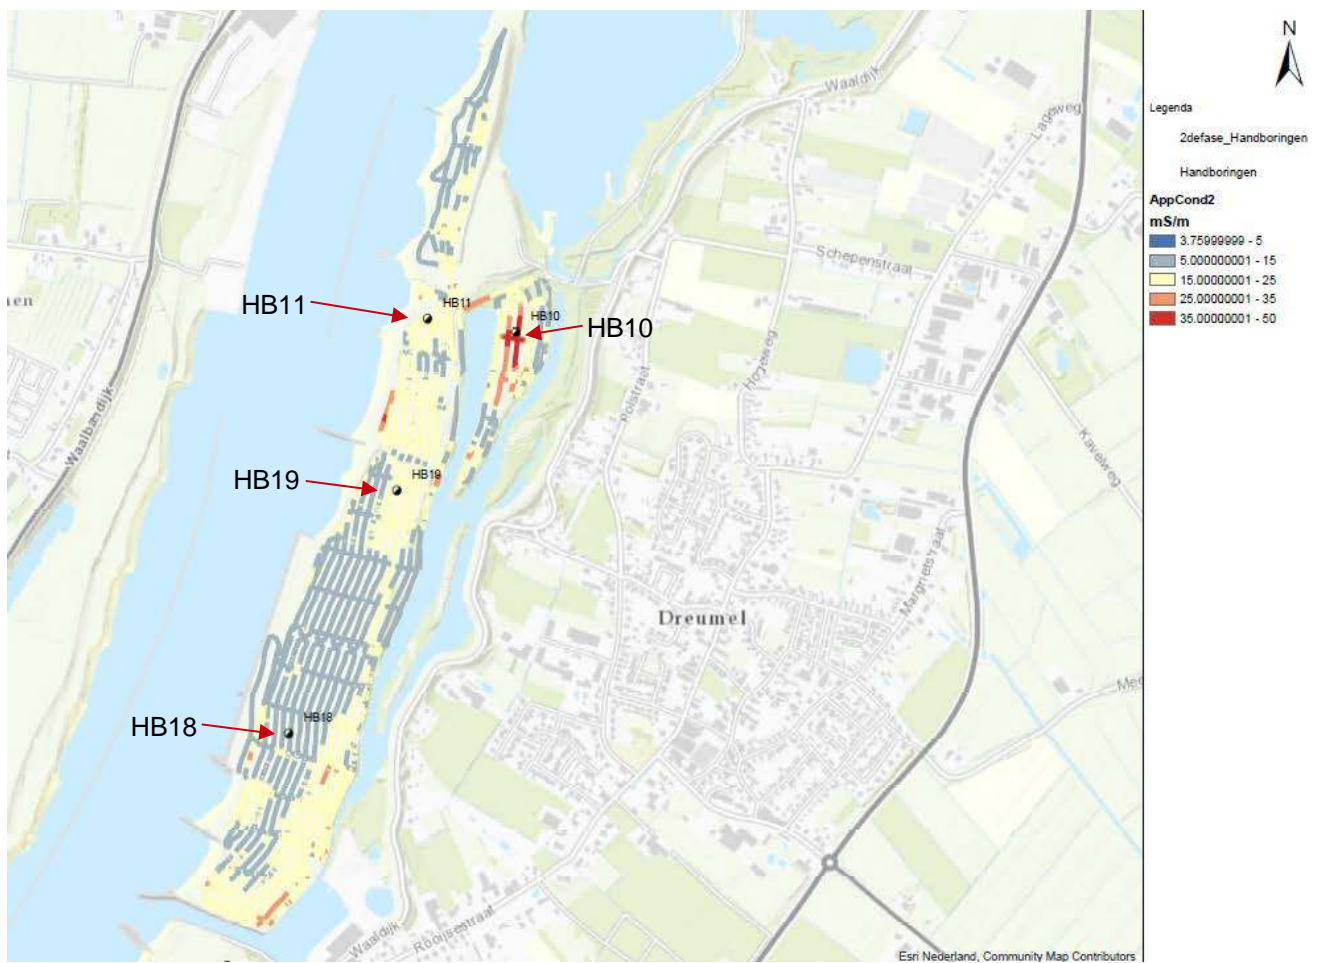 N
Legenda
2defase_Handboringen
Handboringen
AppCond2
mS/m
3.75999999 - 5
5.000000001 - 15
15.00000001 - 25
25.00000001 - 35
35.00000001 - 50
Waaldijk
Lageweg
Schepenstraat
HB11
HB11
HB10
HB10
Hogeweg
Polstraat
Waalbandijk
Kavelweg
HB19
HB19
Margrietstraat
Dreumel
HB18
HB18
Rooijsestraat
Waaldijk
Esri Nederland, Community Map Contributors